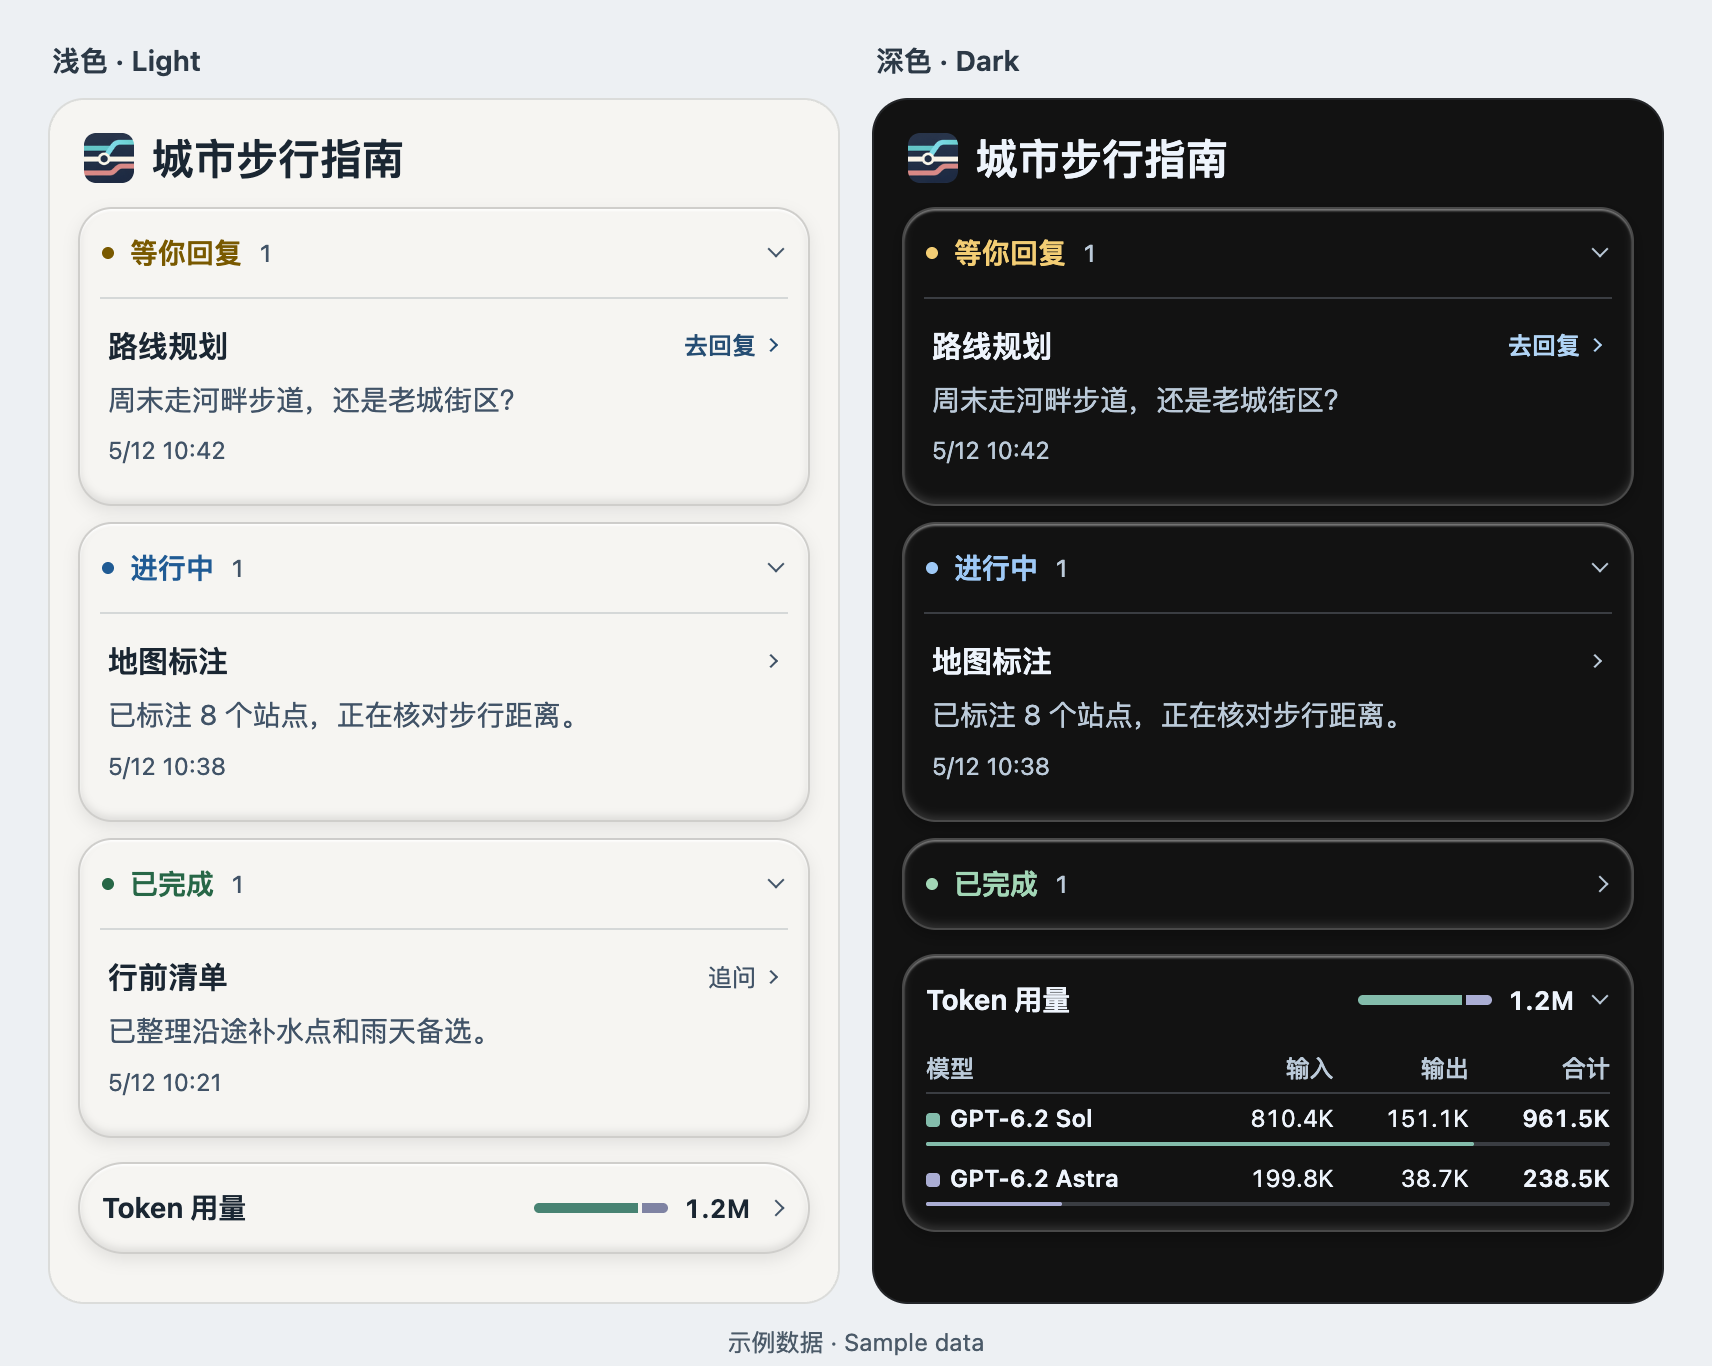 浅色 · Light
城市步行指南
等你回复 1
路线规划 去回复
周末走河畔步道，还是老城街区?
5/12 10:42
进行中 1
地图标注
已标注 8 个站点，正在核对步行距离。
5/12 10:38
已完成 1
行前清单 追问
已整理沿途补水点和雨天备选。
5/12 10:21
Token 用量 1.2M
深色 · Dark
城市步行指南
等你回复 1
路线规划 去回复
周末走河畔步道，还是老城街区?
5/12 10:42
进行中 1
地图标注
已标注 8 个站点，正在核对步行距离。
5/12 10:38
已完成 1
Token 用量 1.2M
模型 输入 输出 合计
GPT-6.2 Sol 810.4K 151.1K 961.5K
GPT-6.2 Astra 199.8K 38.7K 238.5K
示例数据 · Sample data